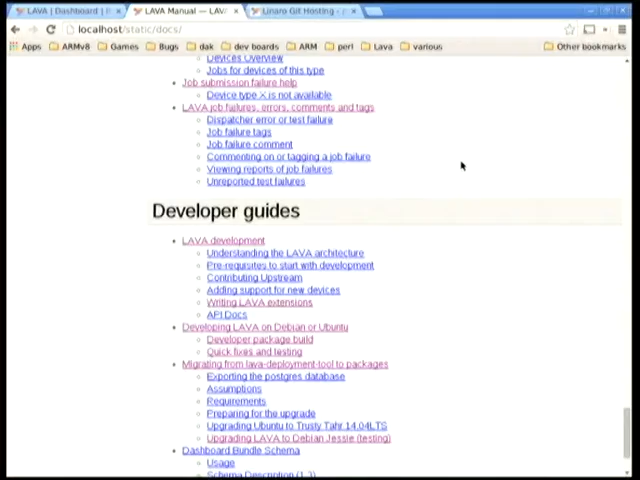 LAVA | Dashboard |
LAVA Manual — LAV
Linaro Git Hosting -
localhost/static/docs/
Apps ARMv8 Games Bugs dak dev boards ARM perl Lava various Other bookmarks
Devices Overview
Jobs for devices of this type
Job submission failure help
Device type X is not available
LAVA job failures, errors, comments and tags
Dispatcher error or test failure
Job failure tags
Job failure comment
Commenting on or tagging a job failure
Viewing reports of job failures
Unreported test failures
Developer guides
LAVA development
Understanding the LAVA architecture
Pre-requisites to start with development
Contributing Upstream
Adding support for new devices
Writing LAVA extensions
API Docs
Developing LAVA on Debian or Ubuntu
Developer package build
Quick fixes and testing
Migrating from lava-deployment-tool to packages
Exporting the postgres database
Assumptions
Requirements
Preparing for the upgrade
Upgrading Ubuntu to Trusty Tahr 14.04LTS
Upgrading LAVA to Debian Jessie (testing)
Dashboard Bundle Schema
Usage
Schema Description (1.3)